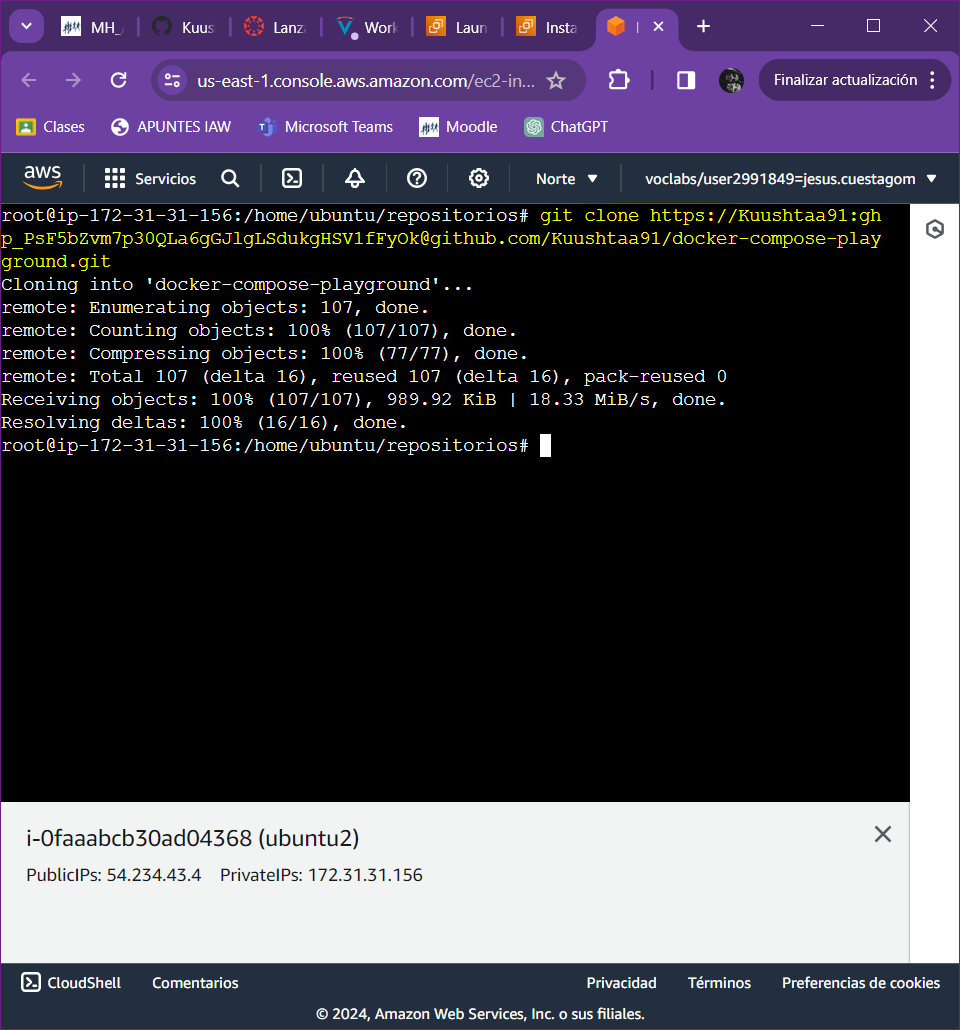 MH_
Kuus
Lanz
Work
Laun
Insta
us-east-1.console.aws.amazon.com/ec2-in...
Finalizar actualización
Clases
APUNTES IAW
Microsoft Teams
Moodle
ChatGPT
aws
Servicios
Norte
voclabs/user2991849=jesus.cuestagom
root@ip-172-31-31-156:/home/ubuntu/repositorios# git clone https://Kuushtaa91:gh
p_PsF5bZvm7p30QLa6gGJlgLSdukgHSV1fFyOk@github.com/Kuushtaa91/docker-compose-play
ground.git
Cloning into 'docker-compose-playground'...
remote: Enumerating objects: 107, done.
remote: Counting objects: 100% (107/107), done.
remote: Compressing objects: 100% (77/77), done.
remote: Total 107 (delta 16), reused 107 (delta 16), pack-reused 0
Receiving objects: 100% (107/107), 989.92 KiB | 18.33 MiB/s, done.
Resolving deltas: 100% (16/16), done.
root@ip-172-31-31-156:/home/ubuntu/repositorios#
i-0faaabcb30ad04368 (ubuntu2)
PublicIPs: 54.234.43.4 PrivateIPs: 172.31.31.156
CloudShell
Comentarios
Privacidad
Términos
Preferencias de cookies
© 2024, Amazon Web Services, Inc. o sus filiales.